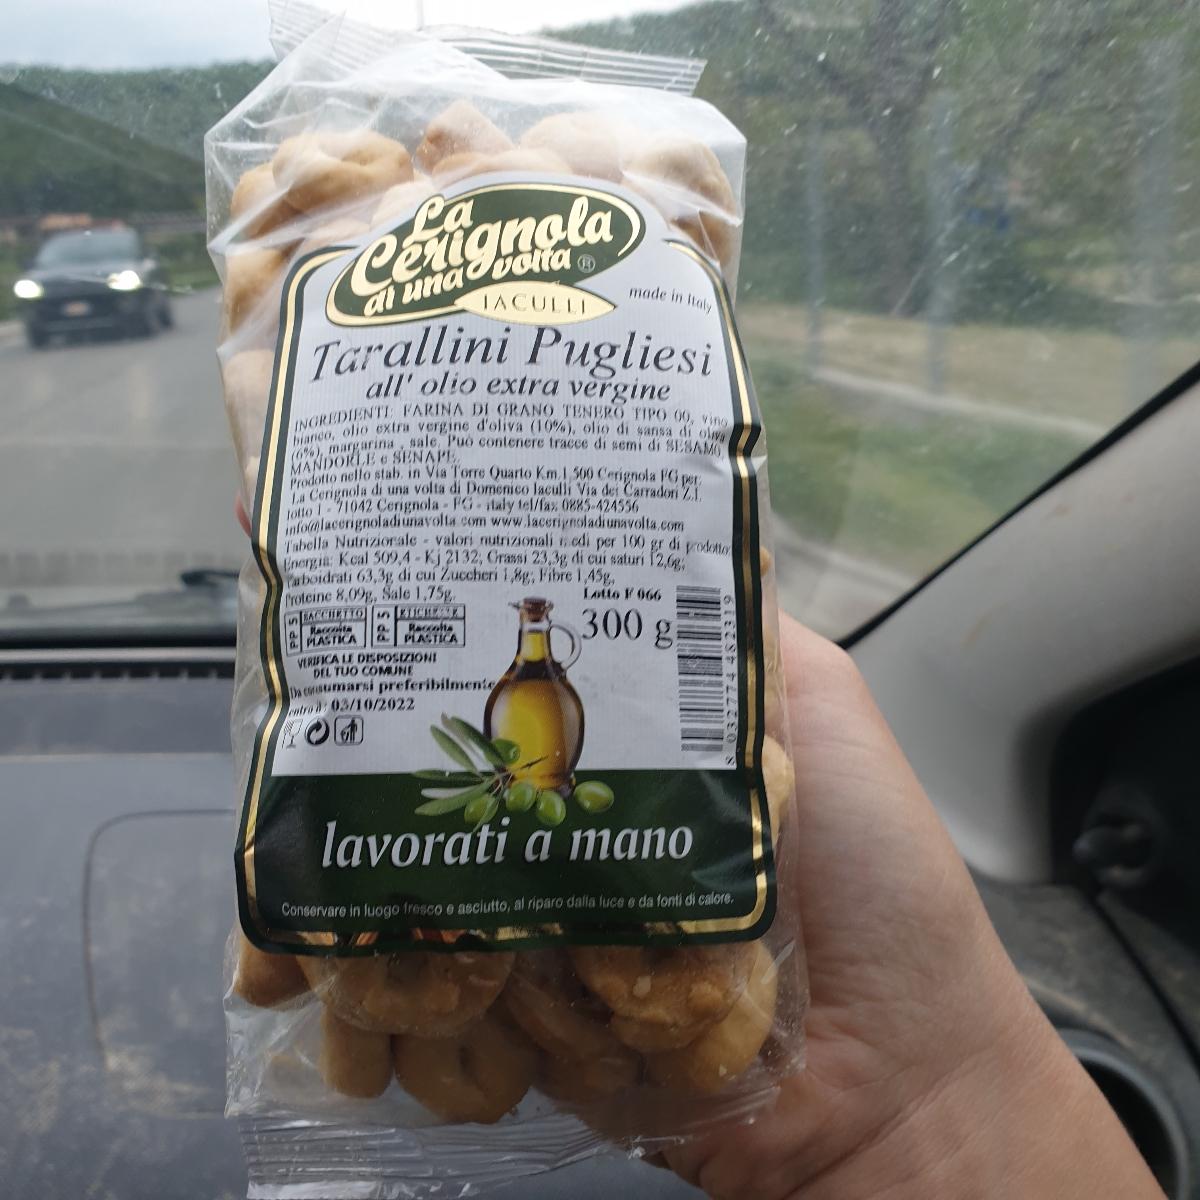 La
Cerignola
di una volta ®
IACULLI
made in Italy
Tarallini Pugliesi
all' olio extra vergine
INGREDIENTI: FARINA DI GRANO TENERO TIPO 00, vino
bianco, olio extra vergine d'oliva (10%), olio di sansa di oliva
(6%), margarina , sale. Può contenere tracce di semi di SESAMO,
MANDORLE e SENAPE.
Prodotto nello stab. in Via Torre Quarto Km.1,500 Cerignola FG per:
La Cerignola di una volta di Domenico Iaculli Via dei Carradori Z.I.
lotto 1 - 71042 Cerignola - FG - italy tel/fax 0885-424556
info@lacerignoladiunavolta.com www.lacerignoladiunavolta.com
Tabella Nutrizionale - valori nutrizionali medi per 100 gr di prodotto
Energia: Kcal 509,4 - Kj 2132; Grassi 23,3g di cui saturi 12,6g;
Carboidrati 63,3g di cui Zuccheri 1,8g; Fibre 1,45g,
Proteine 8,09g, Sale 1,75g.
Lotto F 066
300 g
PP 5 SACCHETTO Raccolta PLASTICA
PP 5 ETICHETTE Raccolta PLASTICA
VERIFICA LE DISPOSIZIONI
DEL TUO COMUNE
Da consumarsi preferibilmente
entro il: 03/10/2022
8 032774 482319
lavorati a mano
Conservare in luogo fresco e asciutto, al riparo dalla luce e da fonti di calore.